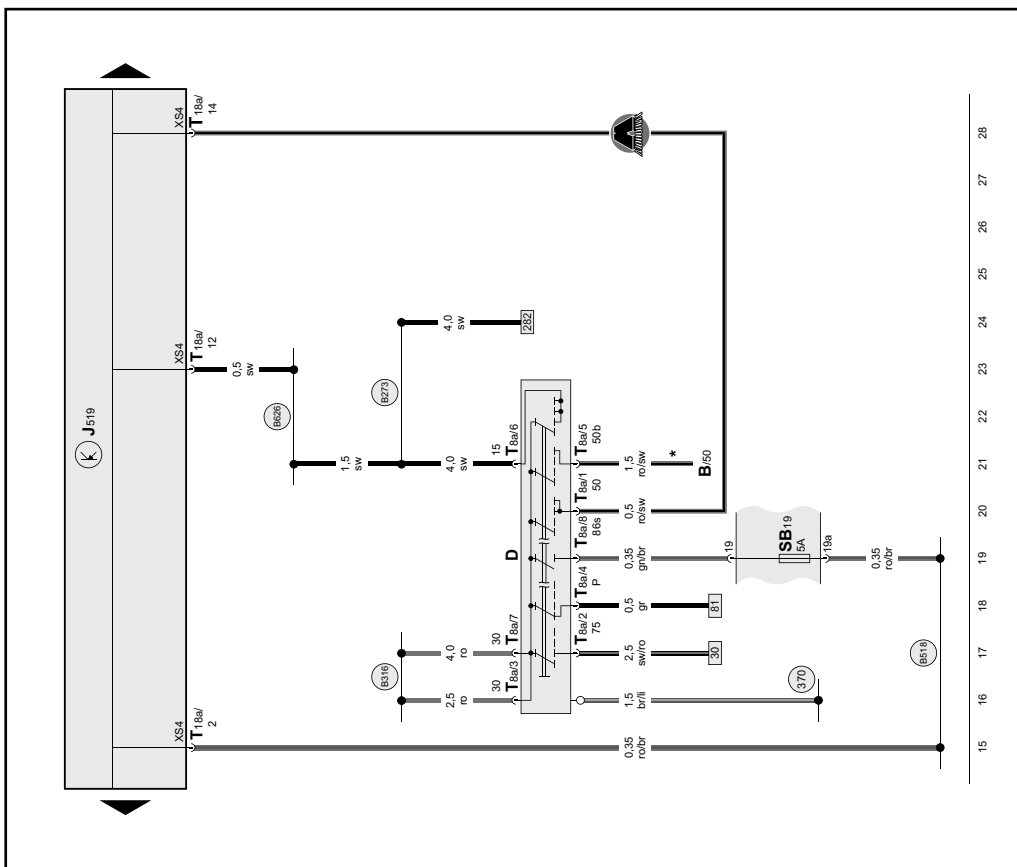 K J519
XS4
T18a/
2
XS4
T18a/
12
XS4
T18a/
14
0,5
sw
B626
1,5
sw
B316
B273
2,5
ro
4,0
ro
4,0
sw
4,0
sw
30
T8a/3
30
T8a/7
15
T8a/6
282
D
T8a/2
75
T8a/4
P
T8a/8
86s
T8a/1
50
T8a/5
50b
0,35
ro/br
1,5
br/li
2,5
sw/ro
0,5
gr
0,35
gn/br
0,5
ro/sw
1,5
ro/sw
*
B/50
30
81
19
SB19
5A
19a
370
0,35
ro/br
B518
15 16 17 18 19 20 21 22 23 24 25 26 27 28